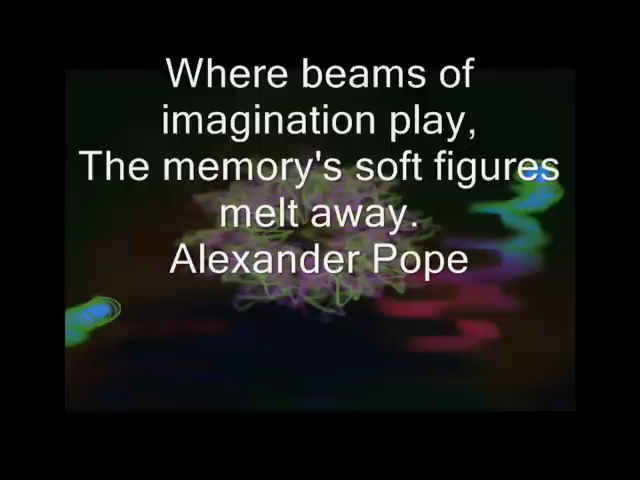 Where beams of
imagination play,
The memory's soft figures
melt away.
Alexander Pope